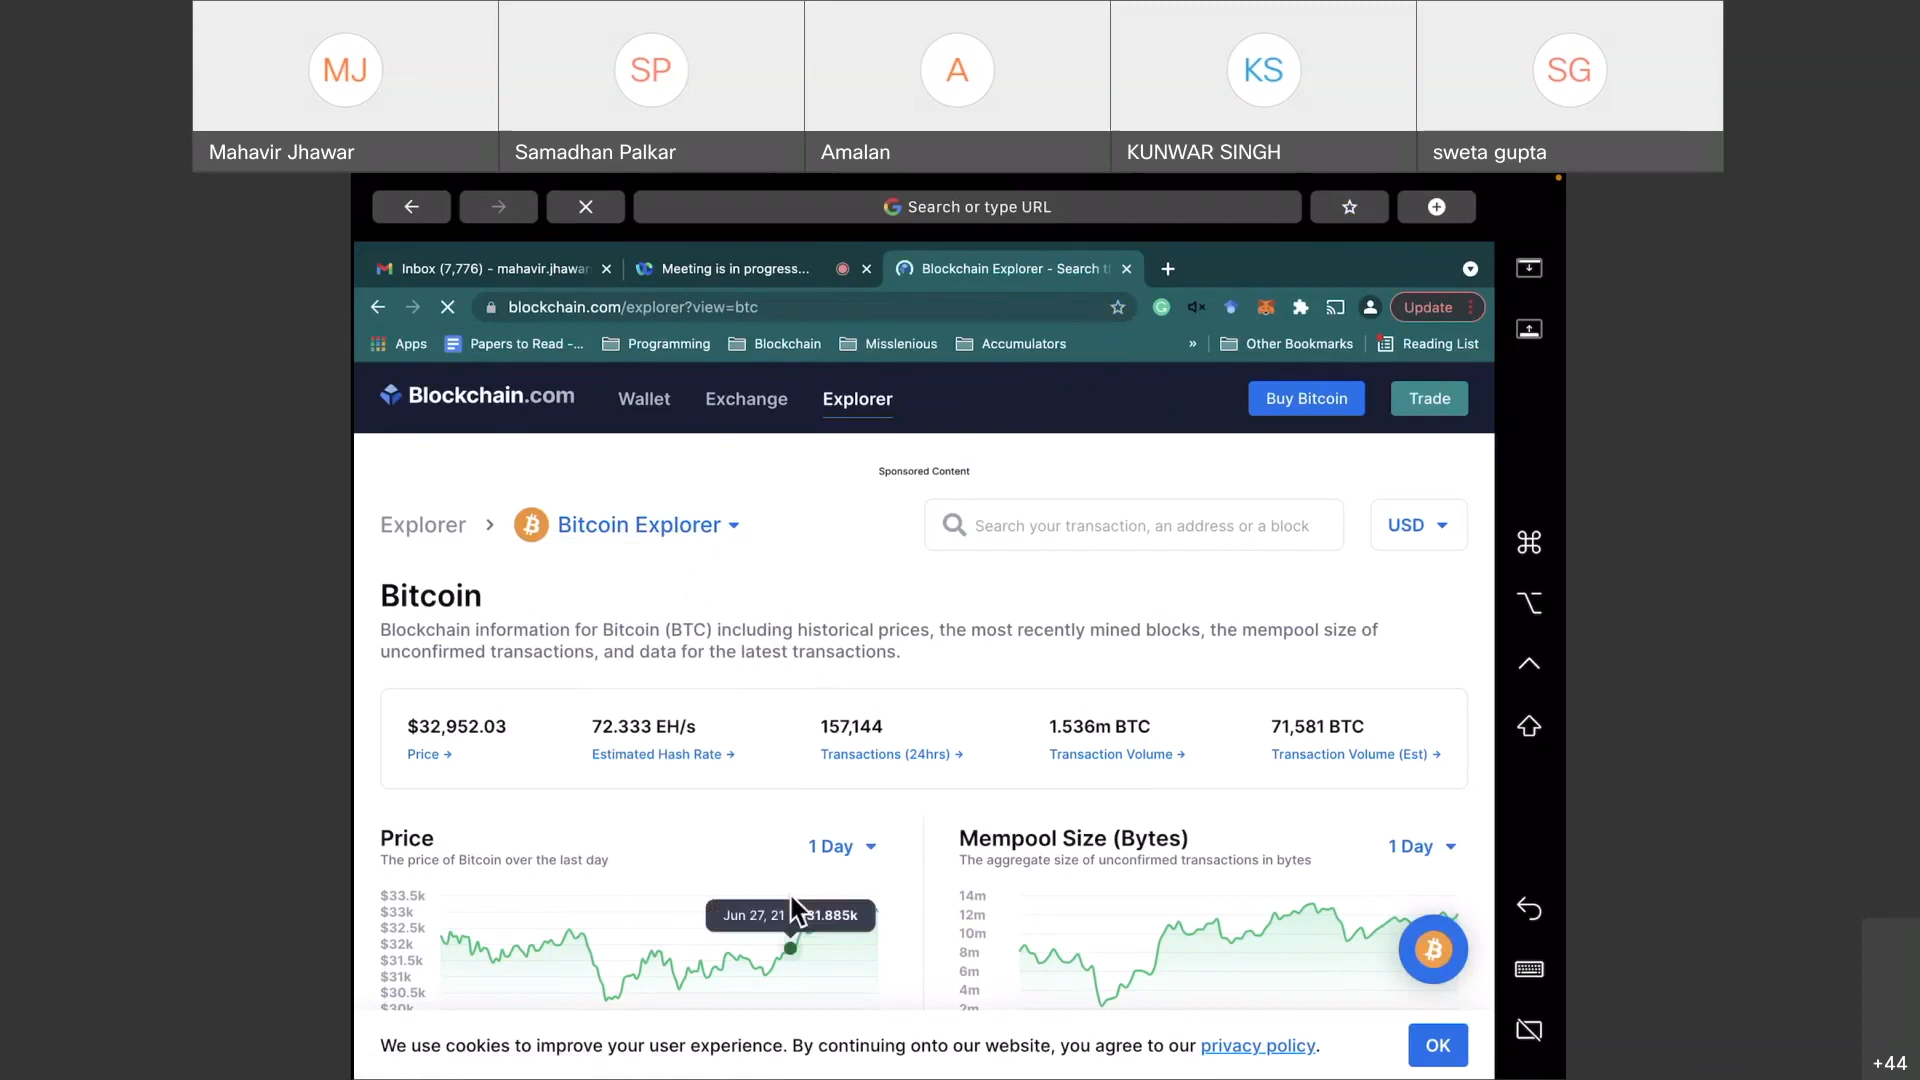 MJ
SP
A
KS
SG
Mahavir Jhawar
Samadhan Palkar
Amalan
KUNWAR SINGH
sweta gupta
Search or type URL
Inbox (7,776) - mahavir.jhawar
Meeting is in progress...
Blockchain Explorer - Search t
blockchain.com/explorer?view=btc
Update
Apps
Papers to Read -...
Programming
Blockchain
Misslenious
Accumulators
»
Other Bookmarks
Reading List
Blockchain.com
Wallet
Exchange
Explorer
Buy Bitcoin
Trade
Sponsored Content
Explorer > Bitcoin Explorer
Search your transaction, an address or a block
USD
Bitcoin
Blockchain information for Bitcoin (BTC) including historical prices, the most recently mined blocks, the mempool size of
unconfirmed transactions, and data for the latest transactions.
$32,952.03
72.333 EH/s
157,144
1.536m BTC
71,581 BTC
Price →
Estimated Hash Rate →
Transactions (24hrs) →
Transaction Volume →
Transaction Volume (Est) →
Price
1 Day
The price of Bitcoin over the last day
$33.5k
$33k
$32.5k
$32k
$31.5k
$31k
$30.5k
$30k
Jun 27, 21 31.885k
Mempool Size (Bytes)
1 Day
The aggregate size of unconfirmed transactions in bytes
14m
12m
10m
8m
6m
4m
2m
We use cookies to improve your user experience. By continuing onto our website, you agree to our privacy policy.
OK
+44